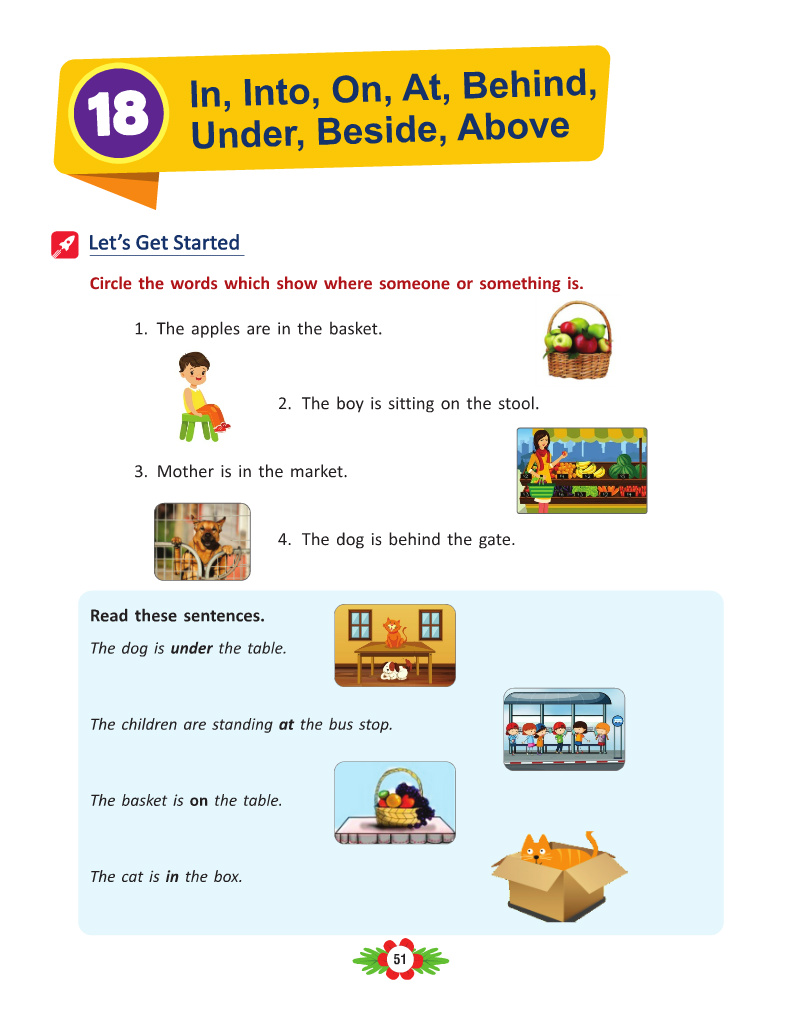 18
In, Into, On, At, Behind,
Under, Beside, Above
Let's Get Started
Circle the words which show where someone or something is.
1. The apples are in the basket.
2. The boy is sitting on the stool.
3. Mother is in the market.
4. The dog is behind the gate.
Read these sentences.
The dog is under the table.
The children are standing at the bus stop.
The basket is on the table.
The cat is in the box.
51